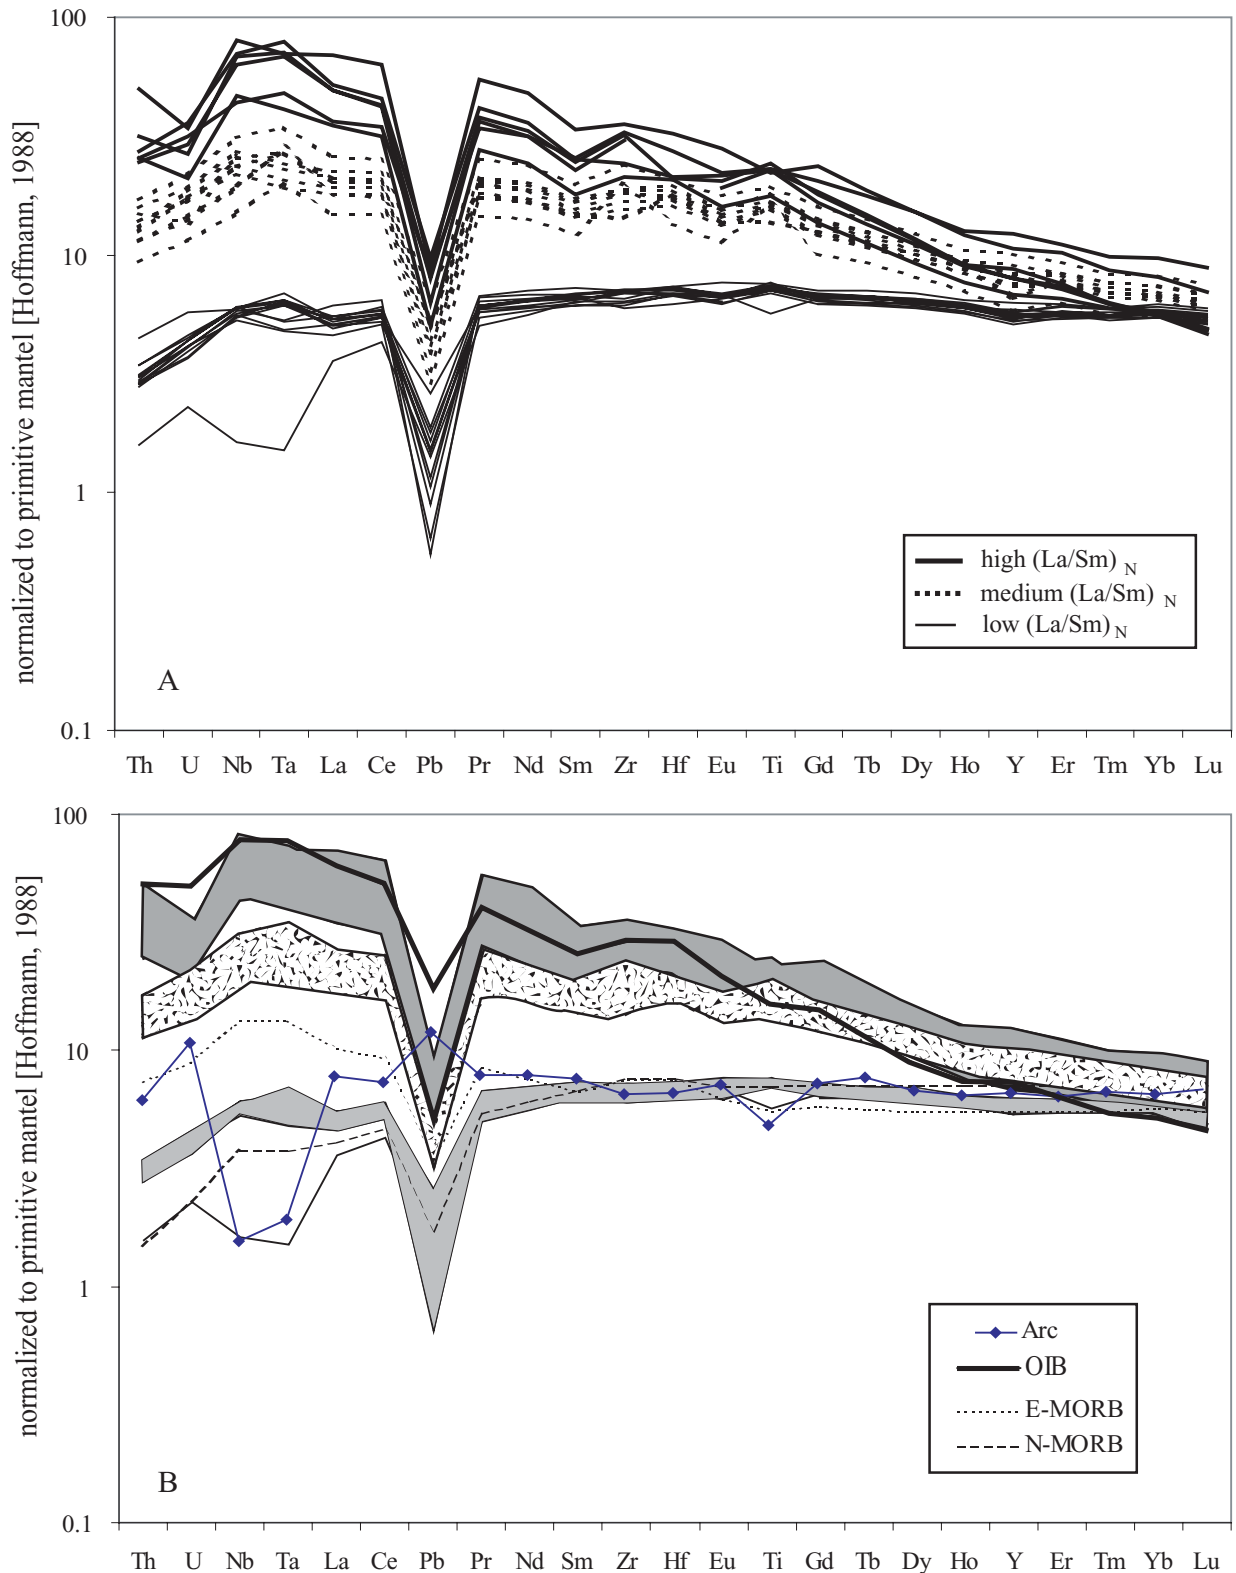 100
10
1
0.1
normalized to primitive mantel [Hoffmann, 1988]
high (La/Sm) N
medium (La/Sm) N
low (La/Sm) N
A
Th U Nb Ta La Ce Pb Pr Nd Sm Zr Hf Eu Ti Gd Tb Dy Ho Y Er Tm Yb Lu
100
10
1
0.1
normalized to primitive mantel [Hoffmann, 1988]
Arc
OIB
E-MORB
N-MORB
B
Th U Nb Ta La Ce Pb Pr Nd Sm Zr Hf Eu Ti Gd Tb Dy Ho Y Er Tm Yb Lu